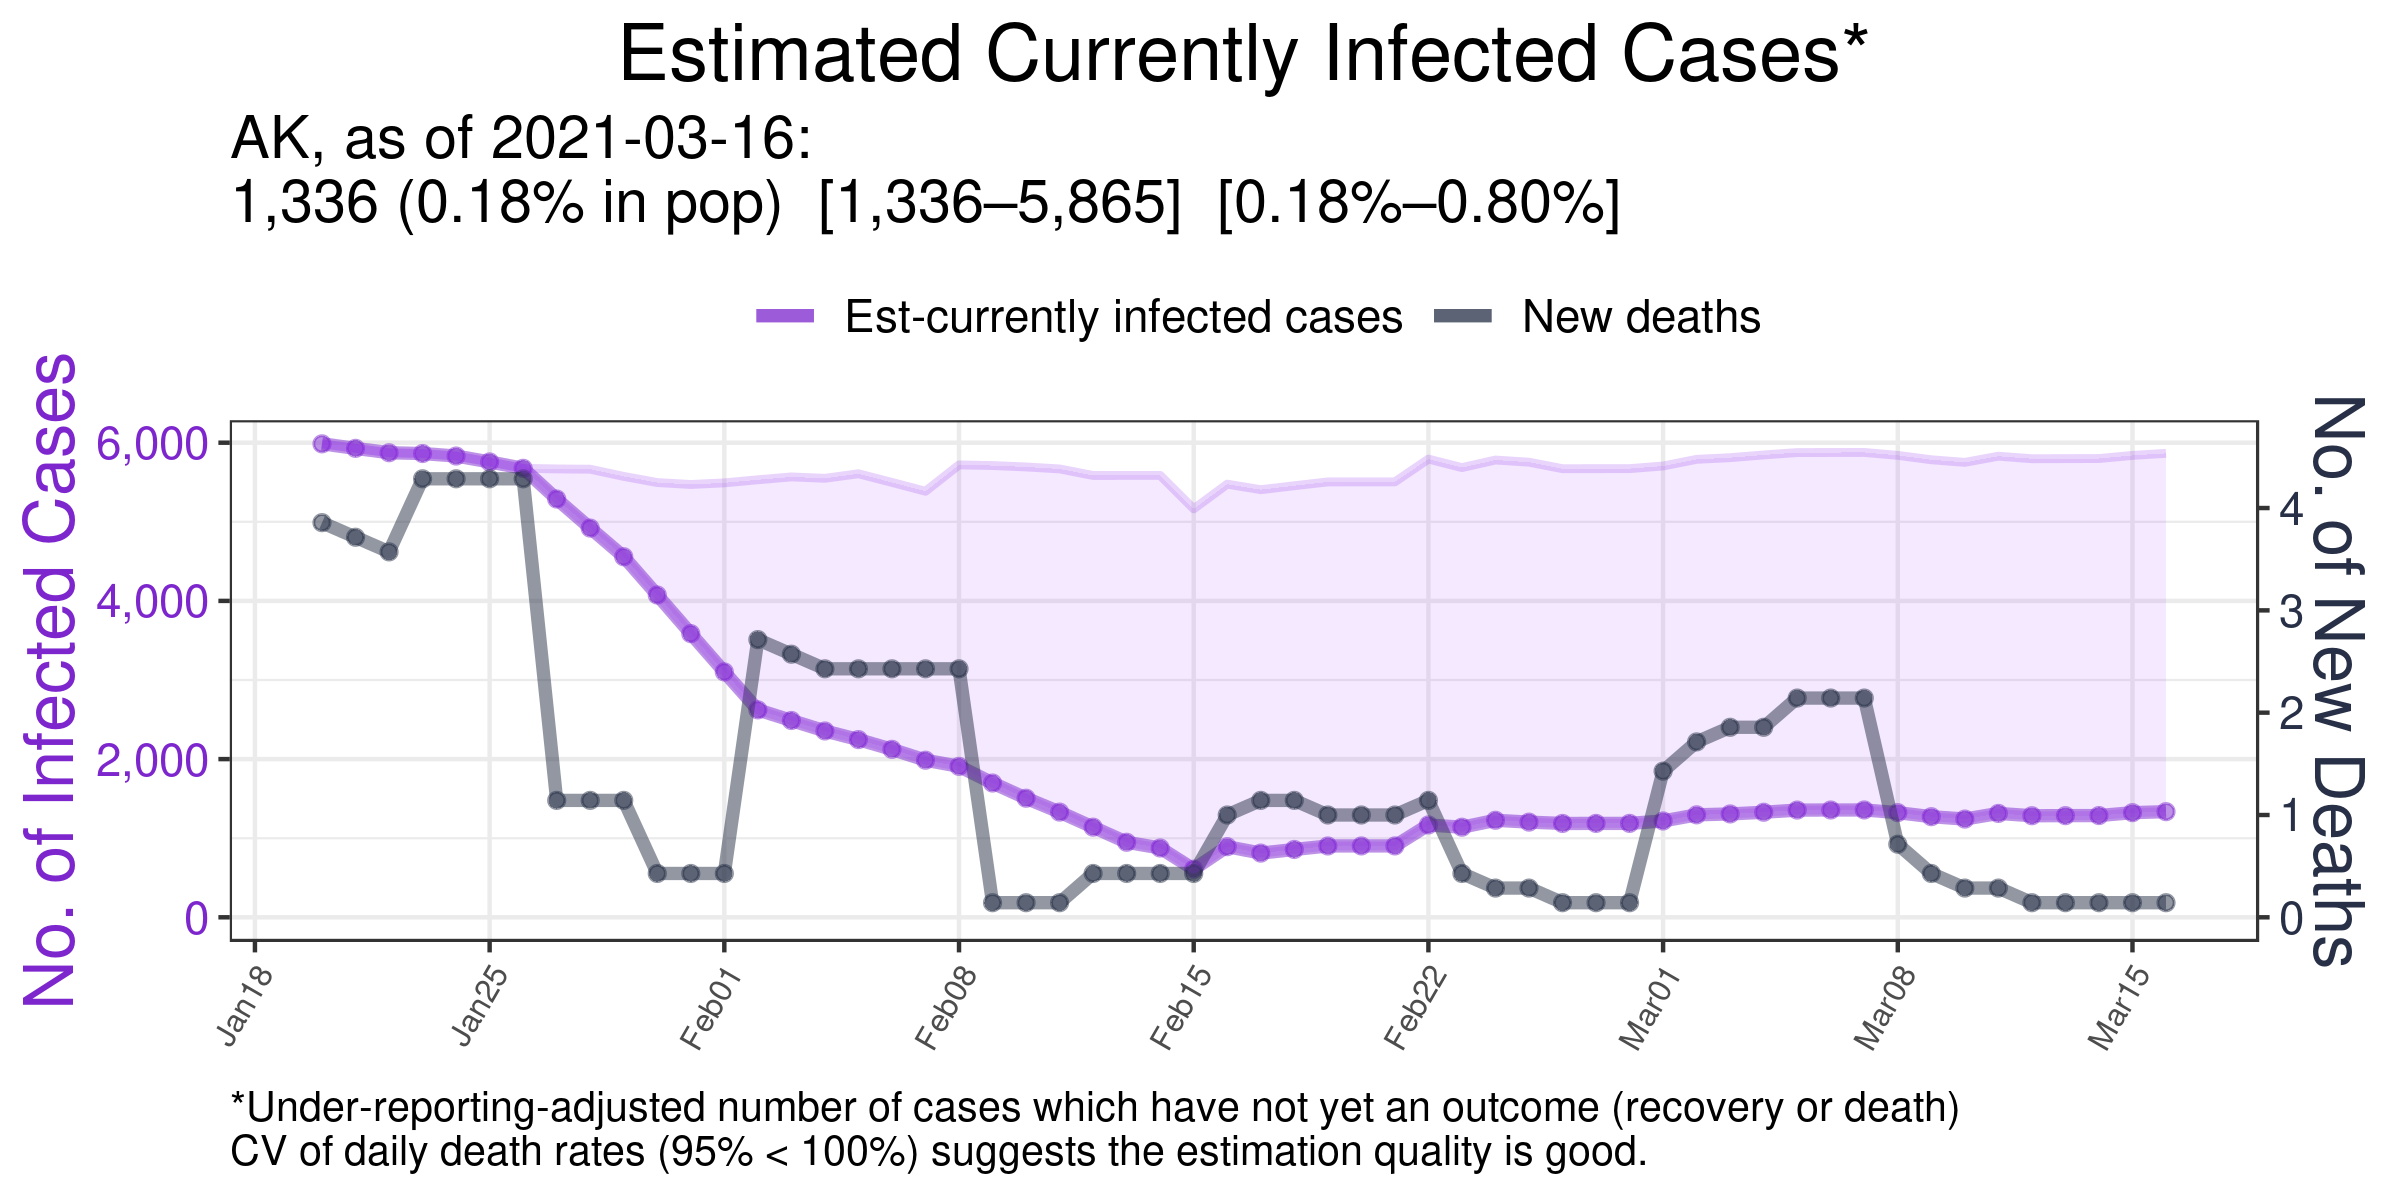 Estimated Currently Infected Cases*
AK, as of 2021-03-16:
1,336 (0.18% in pop)  [1,336–5,865]  [0.18%–0.80%]
Est-currently infected cases
New deaths
No. of Infected Cases
6,000
4,000
2,000
0
No. of New Deaths
4
3
2
1
0
Jan18
Jan25
Feb01
Feb08
Feb15
Feb22
Mar01
Mar08
Mar15
*Under-reporting-adjusted number of cases which have not yet an outcome (recovery or death)
CV of daily death rates (95% < 100%) suggests the estimation quality is good.